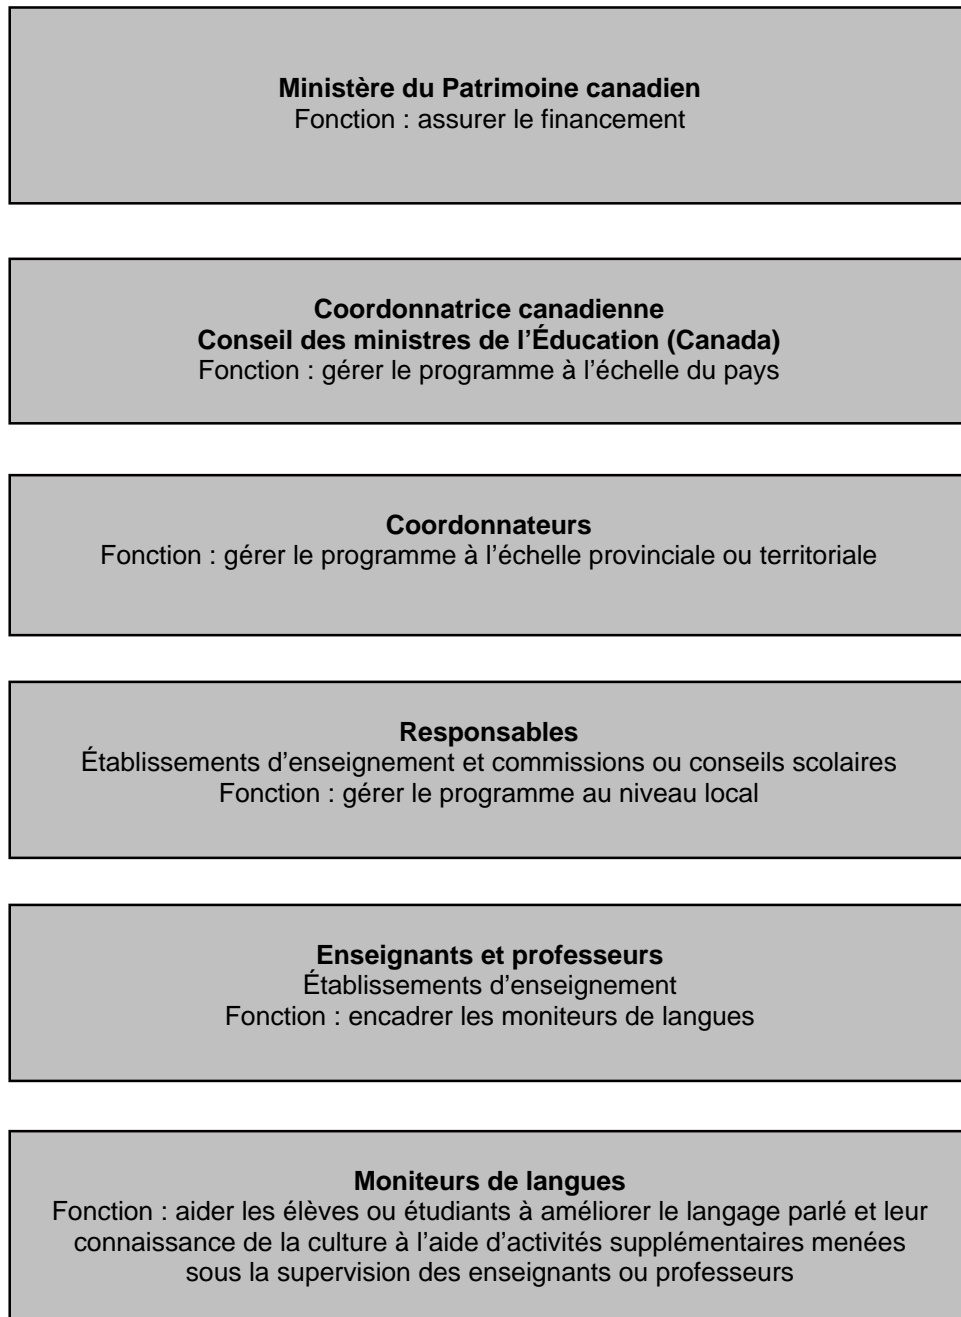 Ministère du Patrimoine canadien
Fonction : assurer le financement
Coordonnatrice canadienne
Conseil des ministres de l’Éducation (Canada)
Fonction : gérer le programme à l’échelle du pays
Coordonnateurs
Fonction : gérer le programme à l’échelle provinciale ou territoriale
Responsables
Établissements d’enseignement et commissions ou conseils scolaires
Fonction : gérer le programme au niveau local
Enseignants et professeurs
Établissements d’enseignement
Fonction : encadrer les moniteurs de langues
Moniteurs de langues
Fonction : aider les élèves ou étudiants à améliorer le langage parlé et leur
connaissance de la culture à l’aide d’activités supplémentaires menées
sous la supervision des enseignants ou professeurs